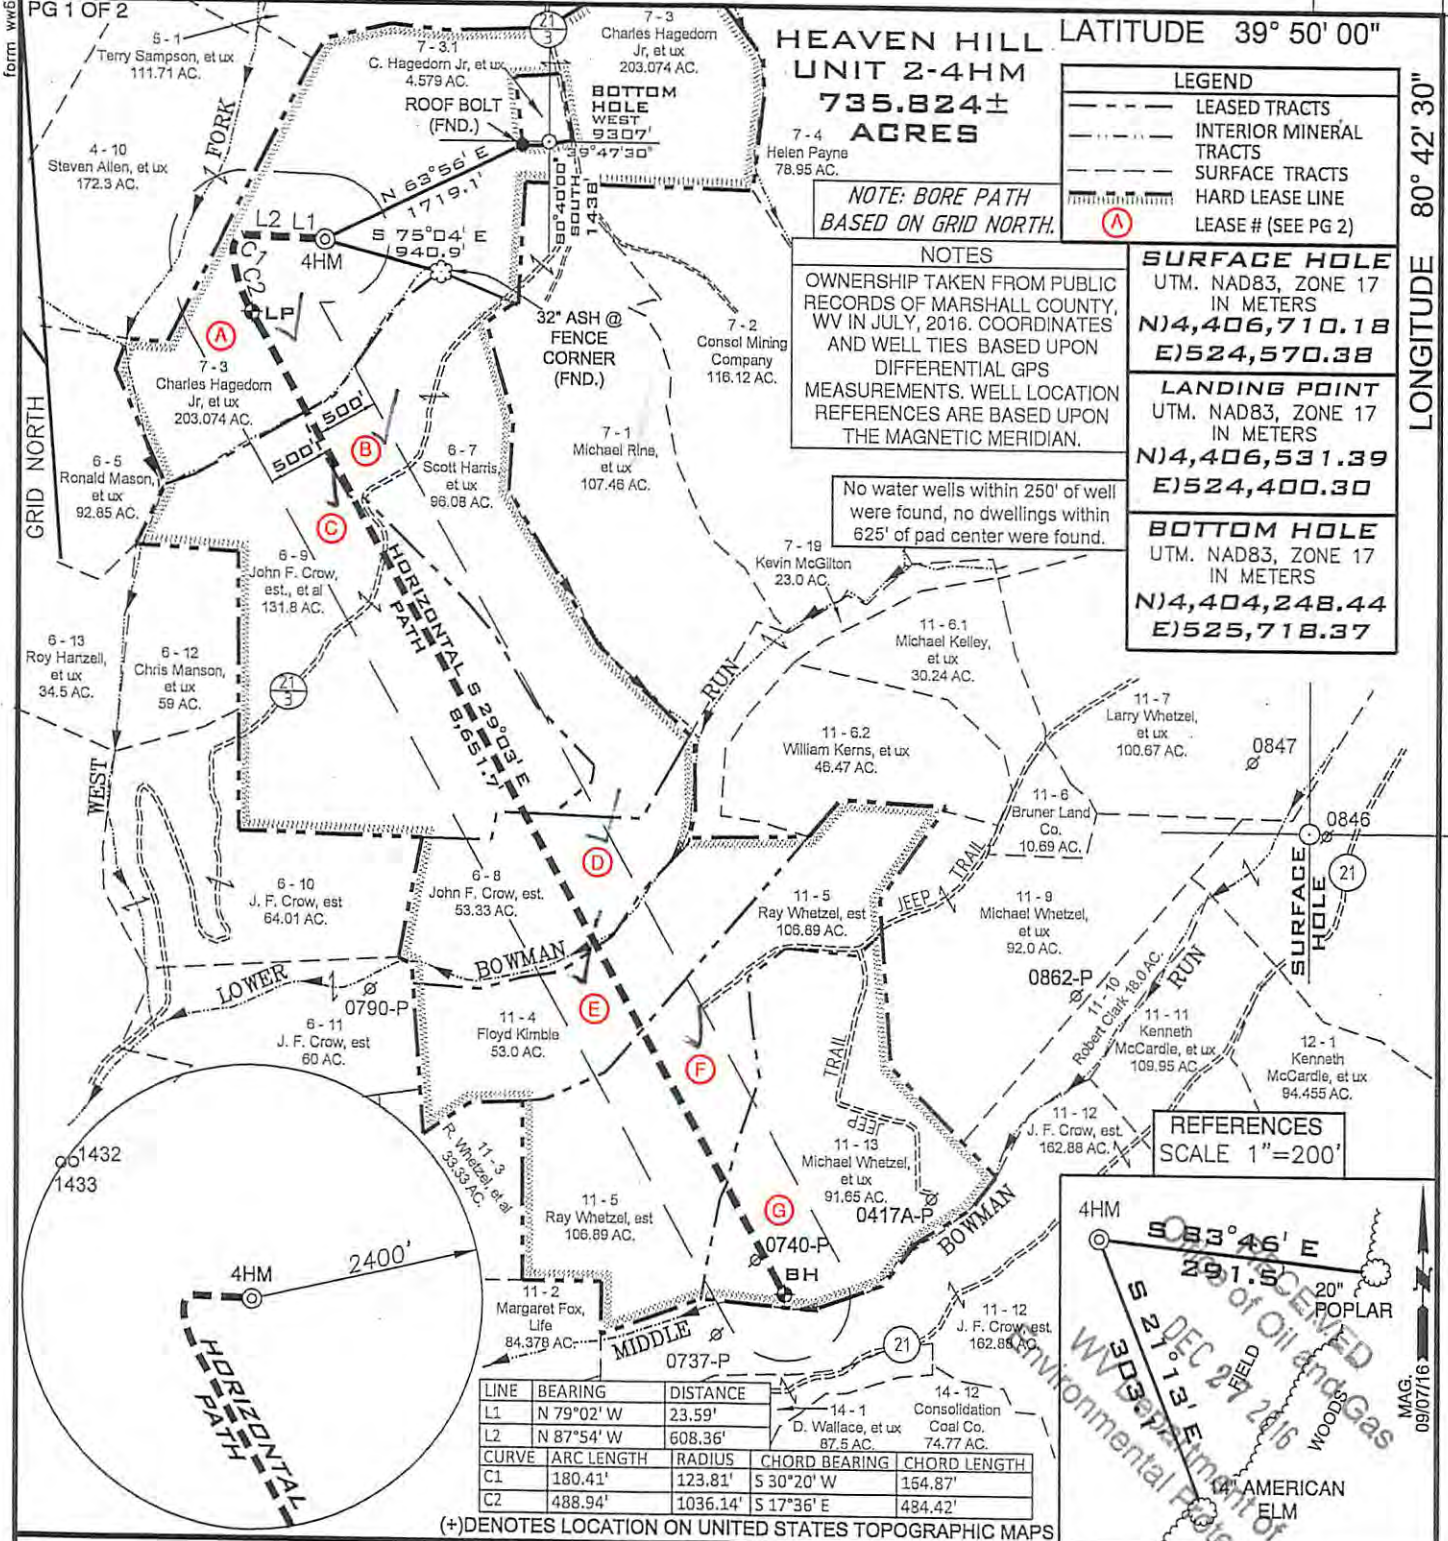 form ww6
PG 1 OF 2
5 - 1
Terry Sampson, et ux
111.71 AC.
4 - 10
Steven Allen, et ux
172.3 AC.
FORK
7 - 3.1
C. Hagedorn Jr, et ux
4.579 AC.
ROOF BOLT
(FND.)
21
3
7 - 3
Charles Hagedorn
Jr, et ux
203.074 AC.
BOTTOM
HOLE
WEST
9307'
39°47'30"
80°40'00"
SOUTH
1438'
N 63°56' E
1719.1'
S 75°04' E
940.9'
L2 L1
4HM
C1
C2
LP
HEAVEN HILL
UNIT 2-4HM
735.824±
ACRES
7 - 4
Helen Payne
78.95 AC.
LATITUDE 39° 50' 00"
LONGITUDE 80° 42' 30"
LEGEND
LEASED TRACTS
INTERIOR MINERAL
TRACTS
SURFACE TRACTS
HARD LEASE LINE
A LEASE # (SEE PG 2)
NOTE: BORE PATH
BASED ON GRID NORTH.
NOTES
OWNERSHIP TAKEN FROM PUBLIC
RECORDS OF MARSHALL COUNTY,
WV IN JULY, 2016. COORDINATES
AND WELL TIES BASED UPON
DIFFERENTIAL GPS
MEASUREMENTS. WELL LOCATION
REFERENCES ARE BASED UPON
THE MAGNETIC MERIDIAN.
SURFACE HOLE
UTM. NAD83, ZONE 17
IN METERS
N)4,406,710.18
E)524,570.38
LANDING POINT
UTM. NAD83, ZONE 17
IN METERS
N)4,406,531.39
E)524,400.30
BOTTOM HOLE
UTM. NAD83, ZONE 17
IN METERS
N)4,404,248.44
E)525,718.37
No water wells within 250' of well
were found, no dwellings within
625' of pad center were found.
32" ASH @
FENCE
CORNER
(FND.)
7 - 2
Consol Mining
Company
116.12 AC.
A
7 - 3
Charles Hagedorn
Jr, et ux
203.074 AC.
GRID NORTH
500'
500'
B
C
6 - 5
Ronald Mason,
et ux
92.85 AC.
6 - 7
Scott Harris,
et ux
96.08 AC.
7 - 1
Michael Rine,
et ux
107.46 AC.
7 - 19
Kevin McGilton
23.0 AC.
6 - 9
John F. Crow,
est., et al
131.8 AC.
HORIZONTAL
PATH
S 29°03' E
8,651.7'
6 - 13
Roy Hartzell,
et ux
34.5 AC.
6 - 12
Chris Manson,
et ux
59 AC.
21
3
RUN
11 - 6.1
Michael Kelley,
et ux
30.24 AC.
11 - 6.2
William Kerns, et ux
46.47 AC.
11 - 7
Larry Whetzel,
et ux
100.67 AC.
0847
0846
WEST
11 - 6
Bruner Land
Co.
10.69 AC.
SURFACE
HOLE
21
D
6 - 10
J. F. Crow, est
64.01 AC.
6 - 8
John F. Crow, est.
53.33 AC.
11 - 5
Ray Whetzel, est
106.89 AC.
JEEP TRAIL
11 - 9
Michael Whetzel,
et ux
92.0 AC.
LOWER
BOWMAN
RUN
0790-P
0862-P
E
6 - 11
J. F. Crow, est
60 AC.
11 - 4
Floyd Kimble
53.0 AC.
F
11 - 10
Robert Clark 18.0 AC.
11 - 11
Kenneth
McCardle, et ux
109.95 AC.
12 - 1
Kenneth
McCardle, et ux
94.455 AC.
TRAIL
JEEP
11 - 12
J. F. Crow, est.
162.88 AC.
REFERENCES
SCALE 1"=200'
1432
1433
11 - 3
R. Whetzel, et al
33.33 AC.
11 - 5
Ray Whetzel, est
106.89 AC.
11 - 13
Michael Whetzel,
et ux
91.65 AC.
0417A-P
G
0740-P
BH
BOWMAN
4HM
2400'
HORIZONTAL
PATH
11 - 2
Margaret Fox,
Life
84.378 AC.
MIDDLE
0737-P
21
11 - 12
J. F. Crow, est.
162.88 AC.
4HM
S 83°46' E
291.5
20"
POPLAR
S 27°13' E
FIELD
WOODS
AMERICAN
ELM
MAG.
09/07/16
RECEIVED
Office of Oil and Gas
DEC 27 2016
WV Department of
Environmental
14 - 1
D. Wallace, et ux
87.5 AC.
14 - 12
Consolidation
Coal Co.
74.77 AC.
LINE BEARING DISTANCE
L1 N 79°02' W 23.59'
L2 N 87°54' W 608.36'
CURVE ARC LENGTH RADIUS CHORD BEARING CHORD LENGTH
C1 180.41' 123.81' S 30°20' W 164.87'
C2 488.94' 1036.14' S 17°36' E 484.42'
(+)DENOTES LOCATION ON UNITED STATES TOPOGRAPHIC MAPS